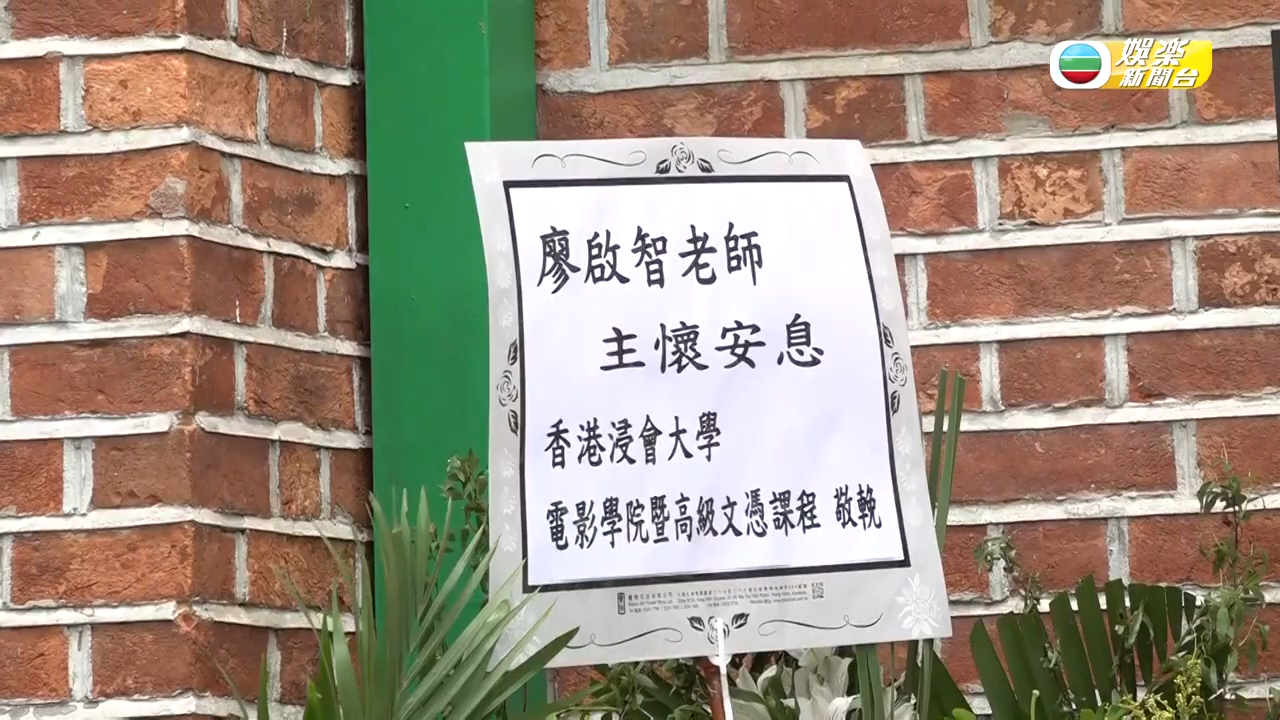 娛樂
新聞台
廖啟智老師
主懷安息
香港浸會大學
電影學院暨高級文憑課程 敬輓